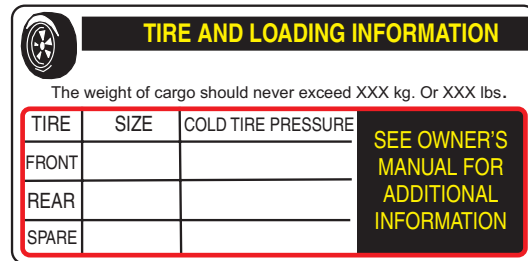 TIRE AND LOADING INFORMATION
The weight of cargo should never exceed XXX kg. Or XXX lbs.
TIRE SIZE COLD TIRE PRESSURE
FRONT
REAR
SPARE
SEE OWNER'S
MANUAL FOR
ADDITIONAL
INFORMATION